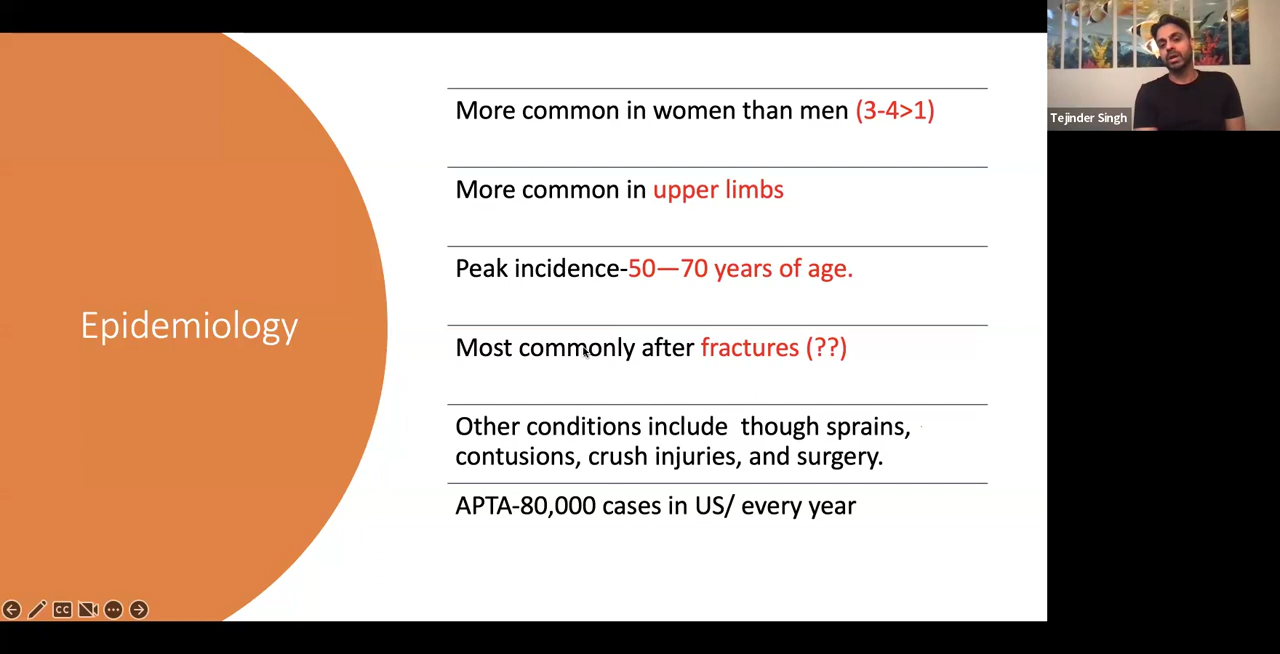 More common in women than men (3-4>1)
More common in upper limbs
Peak incidence-50—70 years of age.
Epidemiology
Most commonly after fractures (??)
Other conditions include  though sprains,
contusions, crush injuries, and surgery.
APTA-80,000 cases in US/ every year
Tejinder Singh
CC